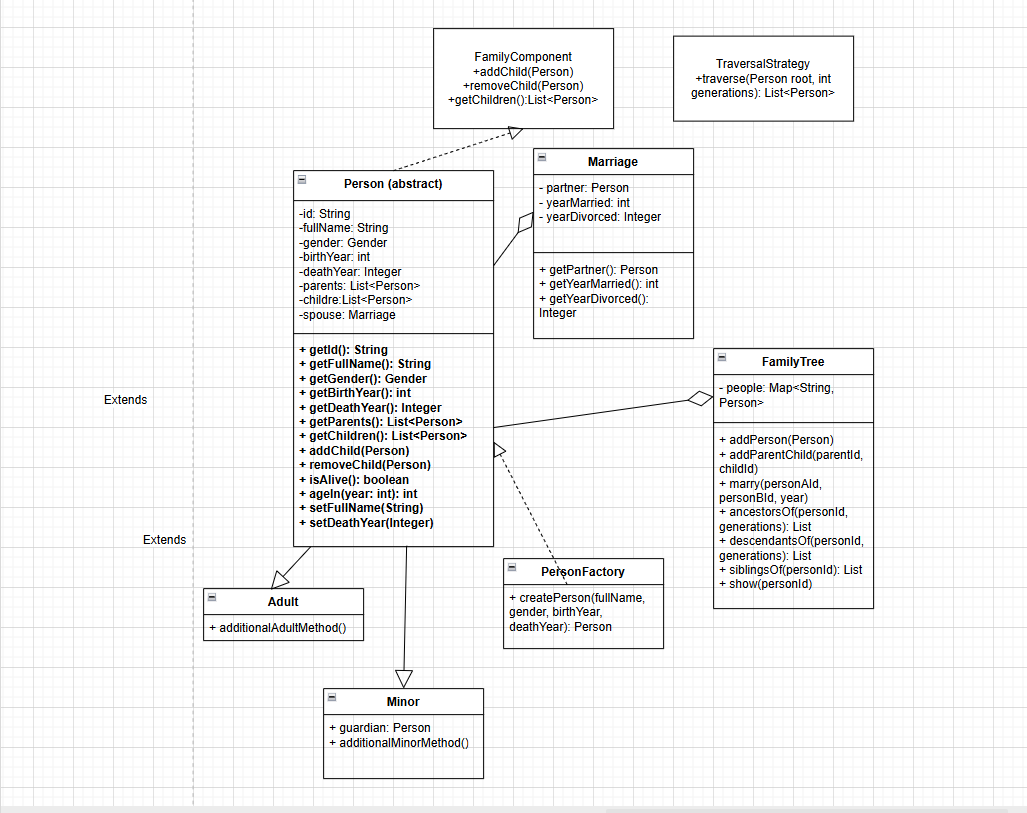 FamilyComponent
+addChild(Person)
+removeChild(Person)
+getChildren():List<Person>
TraversalStrategy
+traverse(Person root, int
generations): List<Person>
Marriage
- partner: Person
- yearMarried: int
- yearDivorced: Integer
+ getPartner(): Person
+ getYearMarried(): int
+ getYearDivorced():
Integer
Person (abstract)
-id: String
-fullName: String
-gender: Gender
-birthYear: int
-deathYear: Integer
-parents: List<Person>
-childre:List<Person>
-spouse: Marriage
+ getId(): String
+ getFullName(): String
+ getGender(): Gender
+ getBirthYear(): int
+ getDeathYear(): Integer
+ getParents(): List<Person>
+ getChildren(): List<Person>
+ addChild(Person)
+ removeChild(Person)
+ isAlive(): boolean
+ ageIn(year: int): int
+ setFullName(String)
+ setDeathYear(Integer)
FamilyTree
- people: Map<String,
Person>
+ addPerson(Person)
+ addParentChild(parentId,
childId)
+ marry(personAId,
personBId, year)
+ ancestorsOf(personId,
generations): List
+ descendantsOf(personId,
generations): List
+ siblingsOf(personId): List
+ show(personId)
Extends
Extends
PersonFactory
+ createPerson(fullName,
gender, birthYear,
deathYear): Person
Adult
+ additionalAdultMethod()
Minor
+ guardian: Person
+ additionalMinorMethod()